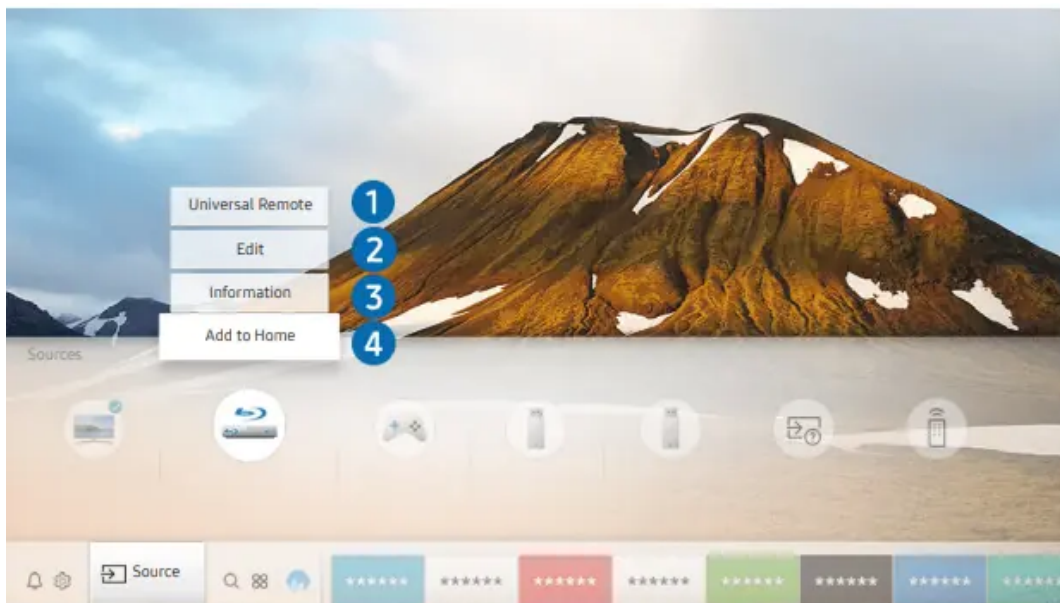 Universal Remote
1
Edit
2
Information
3
Add to Home
4
Sources
Source
****** ****** ****** ****** ****** ****** ****** ******